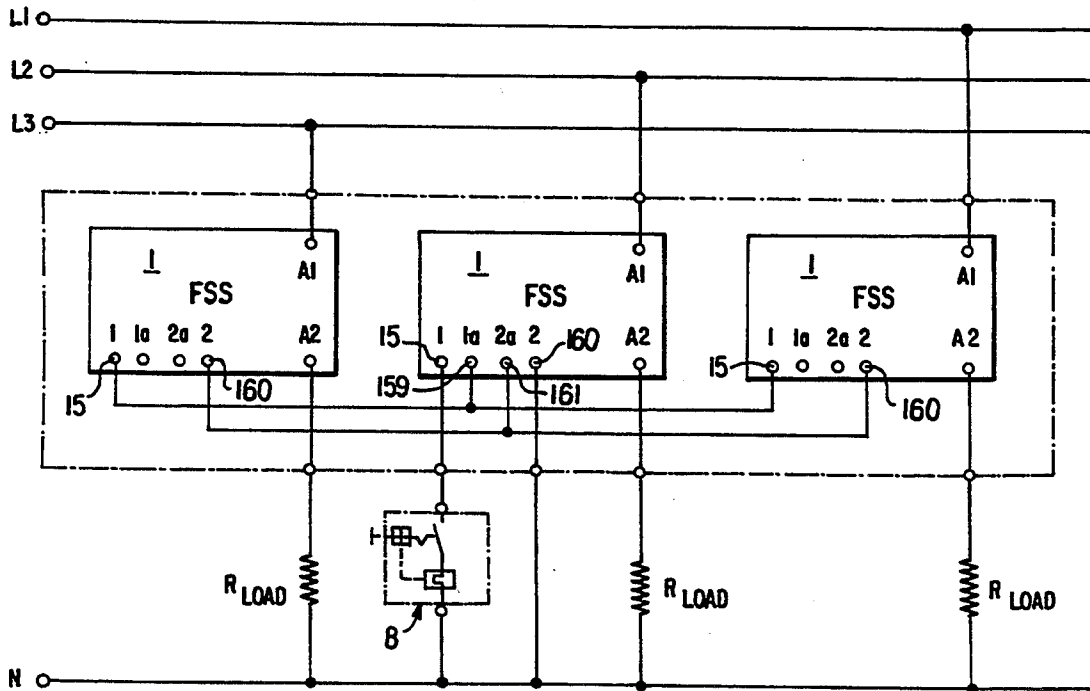 L1
L2
L3
1 A1
FSS
1 1a 2a 2 A2
15 160
1 A1
FSS
15 1 1a 2a 2 160 A2
159 161
1 A1
FSS
1 1a 2a 2 A2
15 160
R LOAD
8
R LOAD
R LOAD
N